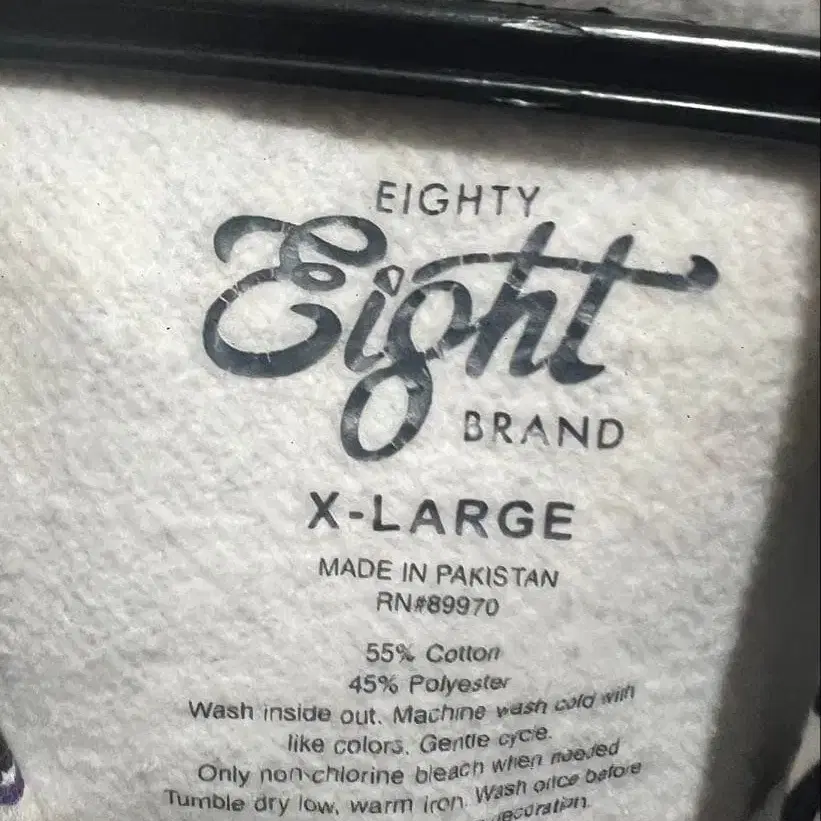 EIGHTY
Eight
BRAND
X-LARGE
MADE IN PAKISTAN
RN#89970
55% Cotton
45% Polyester
Wash inside out. Machine wash cold with
like colors. Gentle cycle.
Only non-chlorine bleach when needed
Tumble dry low, warm iron. Wash once before
decoration.